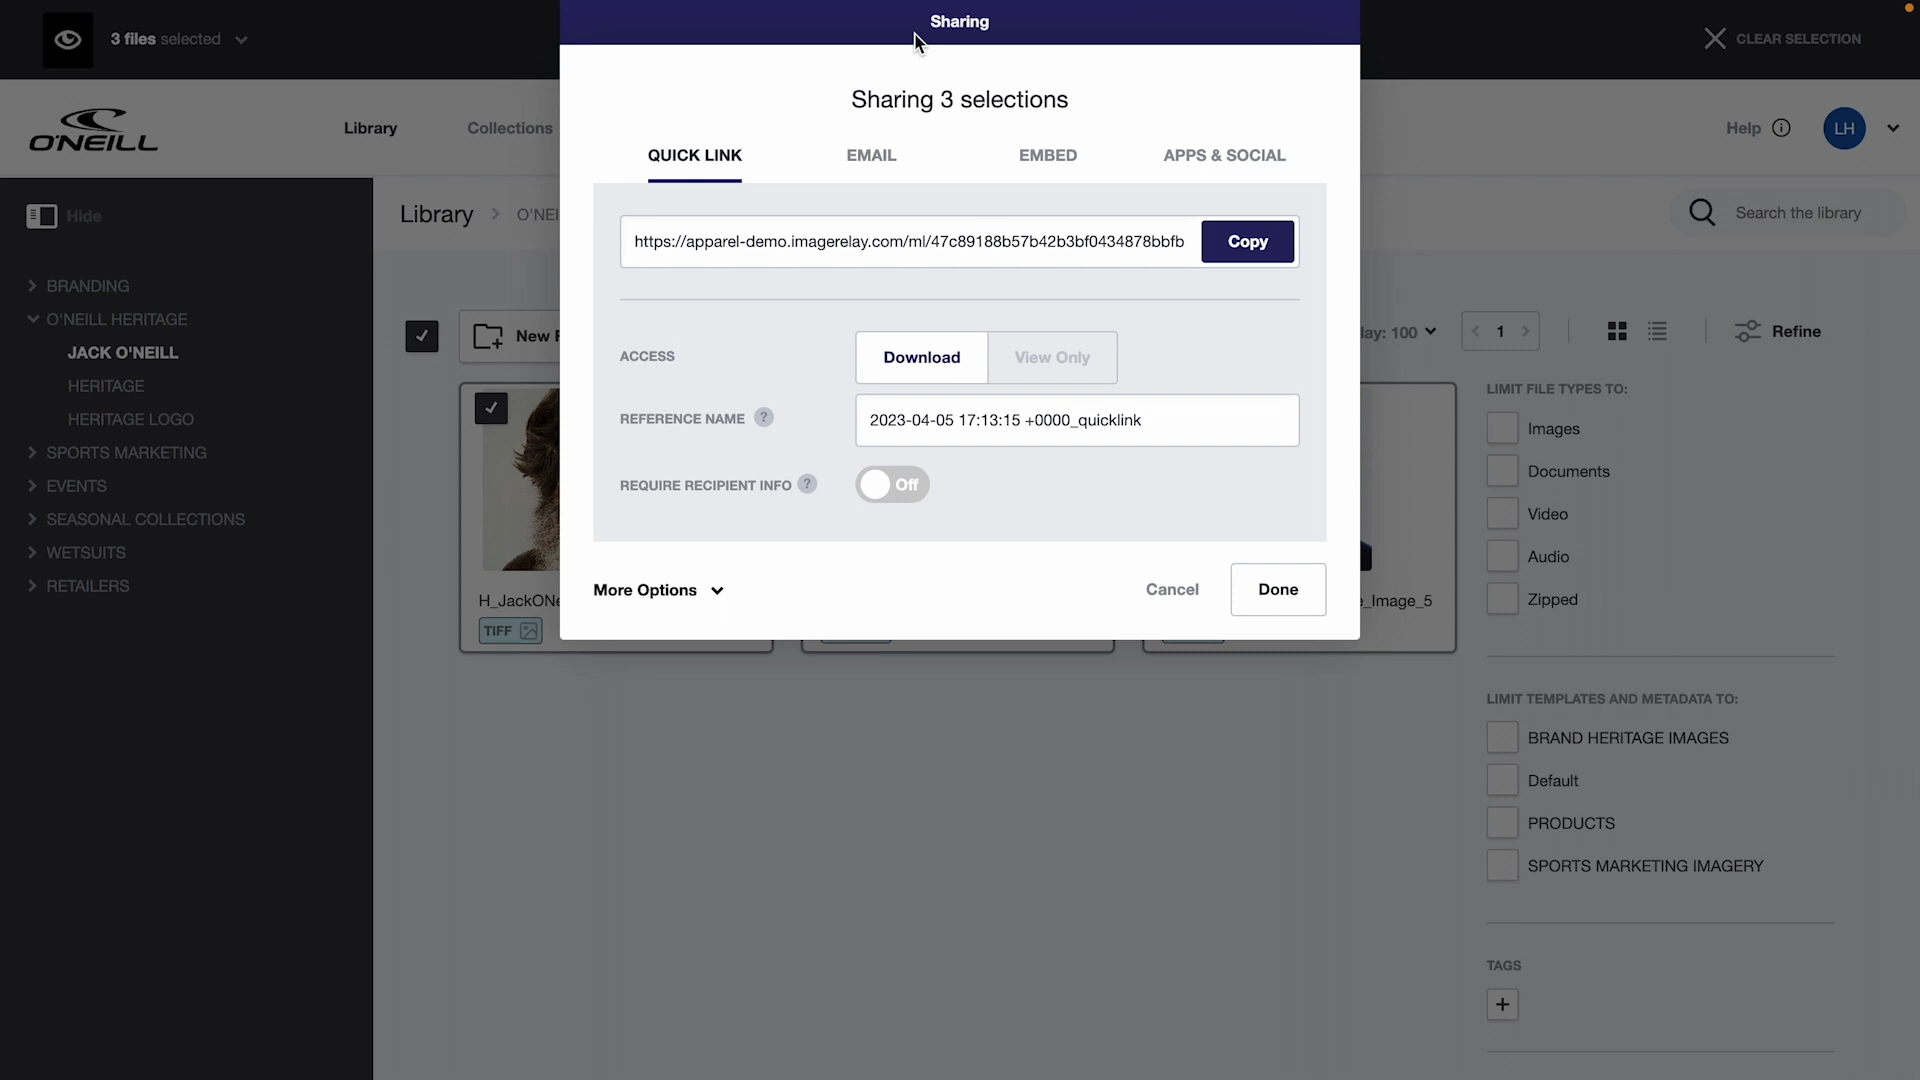 Sharing
3 files selected
CLEAR SELECTION
Sharing 3 selections
O'NEILL
Library
Collections
Help
LH
QUICK LINK
EMAIL
EMBED
APPS & SOCIAL
Hide
Library > O'NEI
Search the library
https://apparel-demo.imagerelay.com/ml/47c89188b57b42b3bf0434878bbfb
Copy
BRANDING
O'NEILL HERITAGE
JACK O'NEILL
HERITAGE
HERITAGE LOGO
SPORTS MARKETING
EVENTS
SEASONAL COLLECTIONS
WETSUITS
RETAILERS
New F
lay: 100
1
Refine
ACCESS
Download
View Only
REFERENCE NAME ?
2023-04-05 17:13:15 +0000_quicklink
REQUIRE RECIPIENT INFO ?
Off
More Options
Cancel
Done
H_JackONe
TIFF
e_Image_5
LIMIT FILE TYPES TO:
Images
Documents
Video
Audio
Zipped
LIMIT TEMPLATES AND METADATA TO:
BRAND HERITAGE IMAGES
Default
PRODUCTS
SPORTS MARKETING IMAGERY
TAGS
+